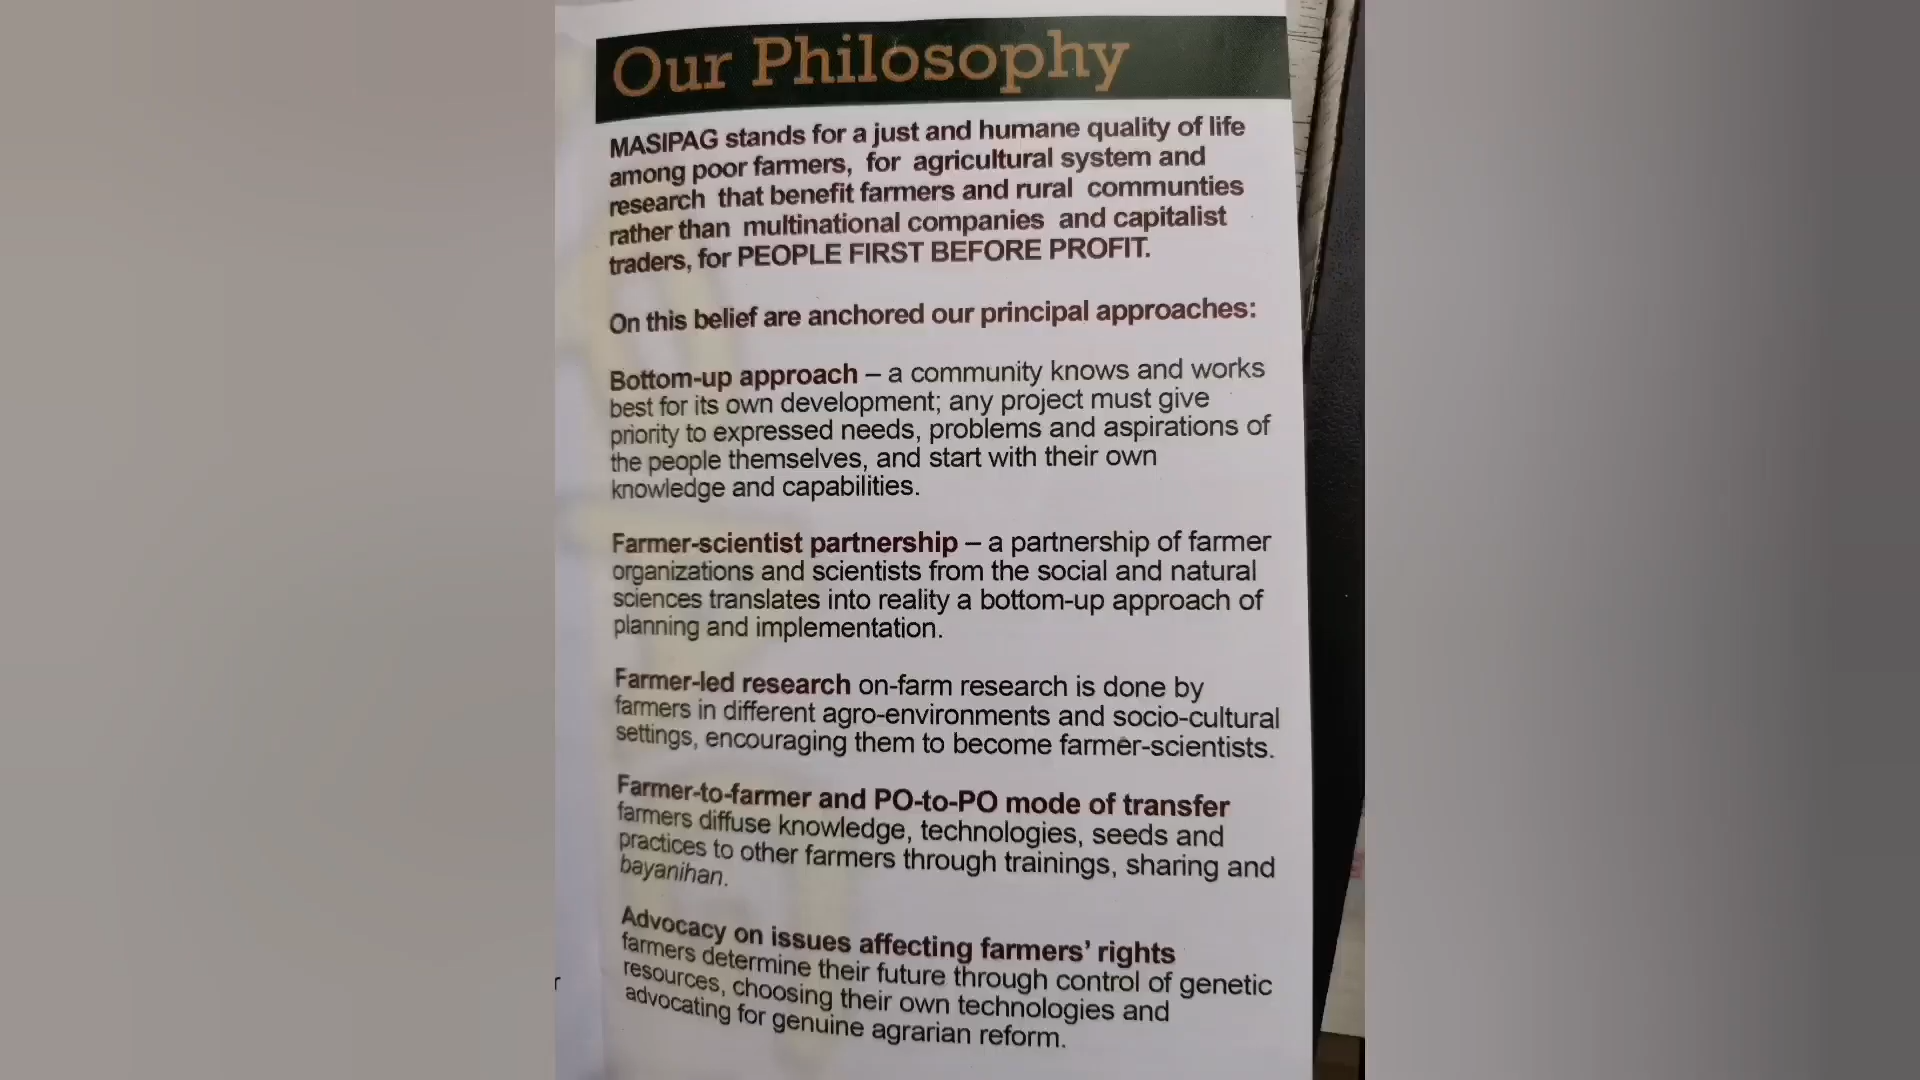 Our Philosophy
MASIPAG stands for a just and humane quality of life
among poor farmers, for agricultural system and
research that benefit farmers and rural communties
rather than multinational companies and capitalist
traders, for PEOPLE FIRST BEFORE PROFIT.
On this belief are anchored our principal approaches:
Bottom-up approach – a community knows and works
best for its own development; any project must give
priority to expressed needs, problems and aspirations of
the people themselves, and start with their own
knowledge and capabilities.
Farmer-scientist partnership – a partnership of farmer
organizations and scientists from the social and natural
sciences translates into reality a bottom-up approach of
planning and implementation.
Farmer-led research on-farm research is done by
farmers in different agro-environments and socio-cultural
settings, encouraging them to become farmer-scientists.
Farmer-to-farmer and PO-to-PO mode of transfer
farmers diffuse knowledge, technologies, seeds and
practices to other farmers through trainings, sharing and
bayanihan.
Advocacy on issues affecting farmers’ rights
farmers determine their future through control of genetic
resources, choosing their own technologies and
advocating for genuine agrarian reform.